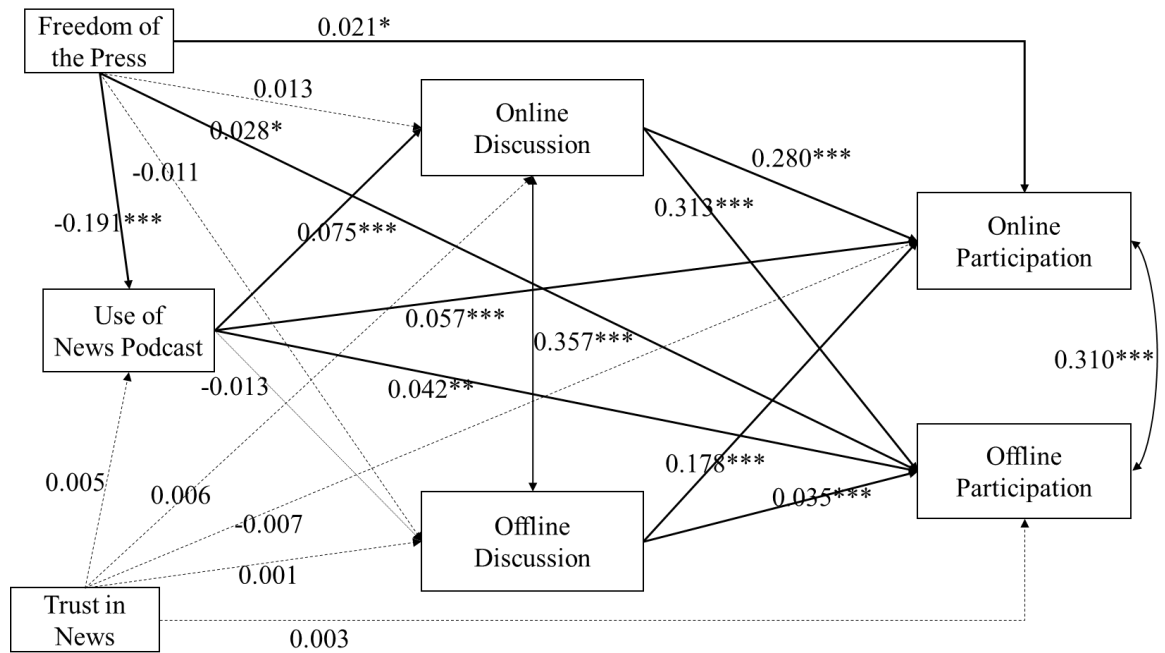 Freedom of
the Press
0.021*
0.013
Online
Discussion
0.028*
-0.011
0.280***
-0.191***
0.313***
0.075***
Online
Participation
Use of
News Podcast
0.057***
0.357***
0.310***
-0.013
0.042**
0.178***
Offline
Participation
0.005
0.006
0.035***
-0.007
Offline
Discussion
0.001
Trust in
News
0.003